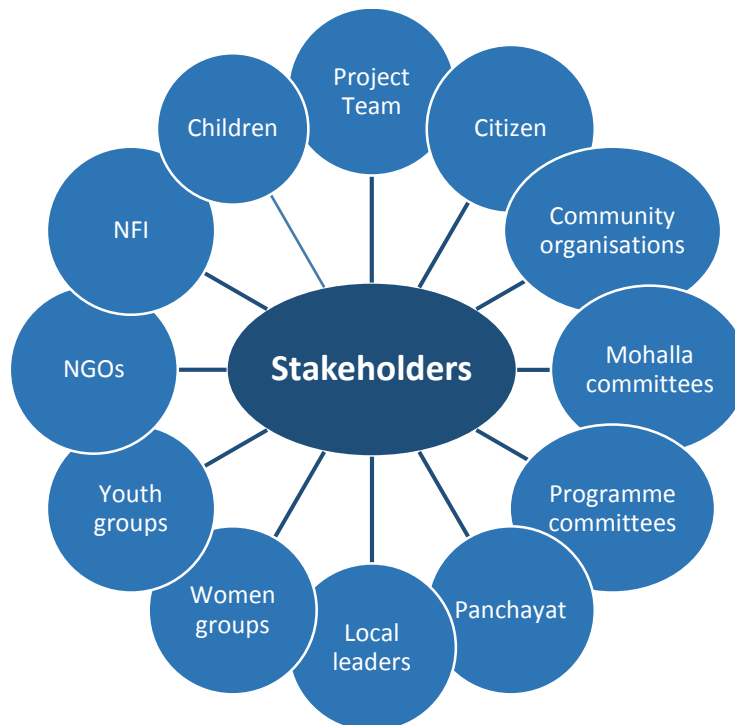 Project
Team
Citizen
Community
organisations
Mohalla
committees
Programme
committees
Panchayat
Local
leaders
Women
groups
Youth
groups
NGOs
NFI
Children
Stakeholders